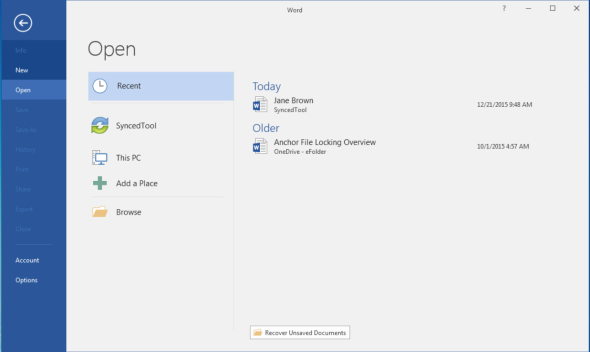 Word
?
Info
New
Open
Save
Save As
History
Print
Share
Export
Close
Account
Options
Open
Recent
SyncedTool
This PC
Add a Place
Browse
Today
Jane Brown
SyncedTool
12/21/2015 9:48 AM
Older
Anchor File Locking Overview
OneDrive - eFolder
10/1/2015 4:57 AM
Recover Unsaved Documents